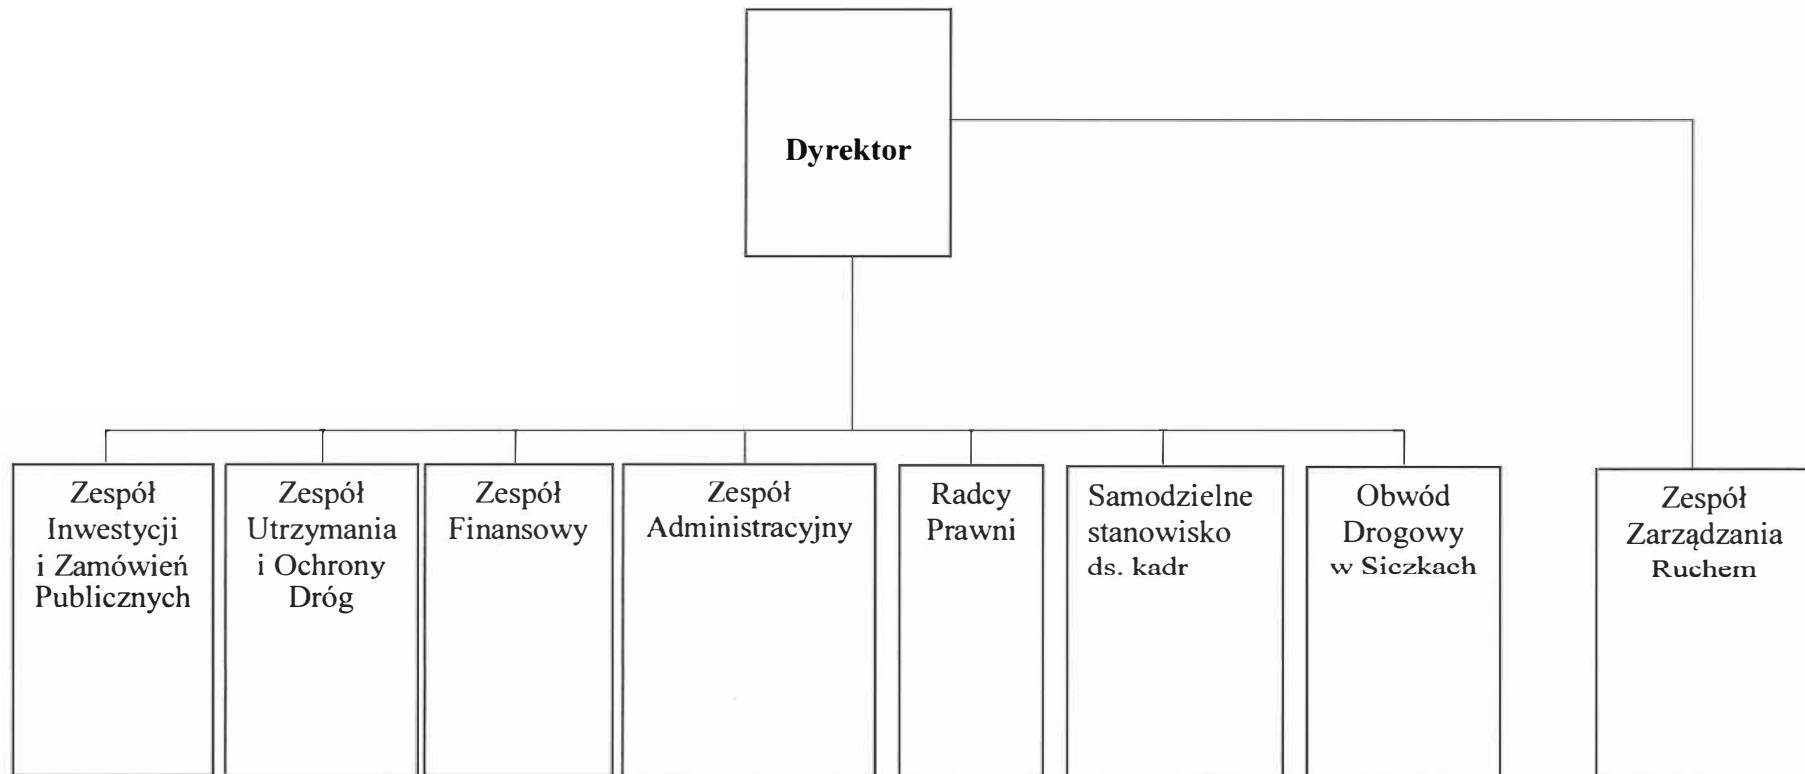 Dyrektor
Zespół
Inwestycji
i Zamówień
Publicznych
Zespół
Utrzymania
i Ochrony
Dróg
Zespół
Finansowy
Zespół
Administracyjny
Radcy
Prawni
Samodzielne
stanowisko
ds. kadr
Obwód
Drogowy
w Siczkach
Zespół
Zarządzania
Ruchem